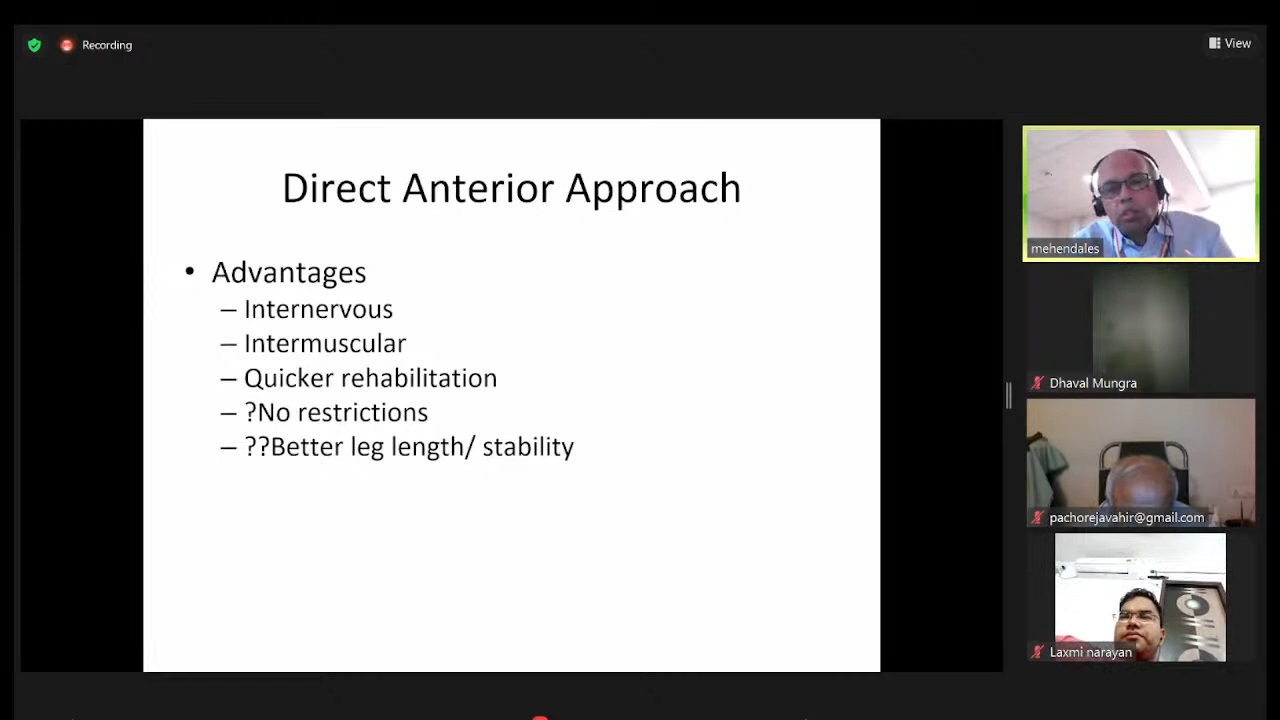 Recording
View
Direct Anterior Approach
• Advantages
– Internervous
– Intermuscular
– Quicker rehabilitation
– ?No restrictions
– ??Better leg length/ stability
mehendales
Dhaval Mungra
pachorejavahir@gmail.com
Laxmi narayan